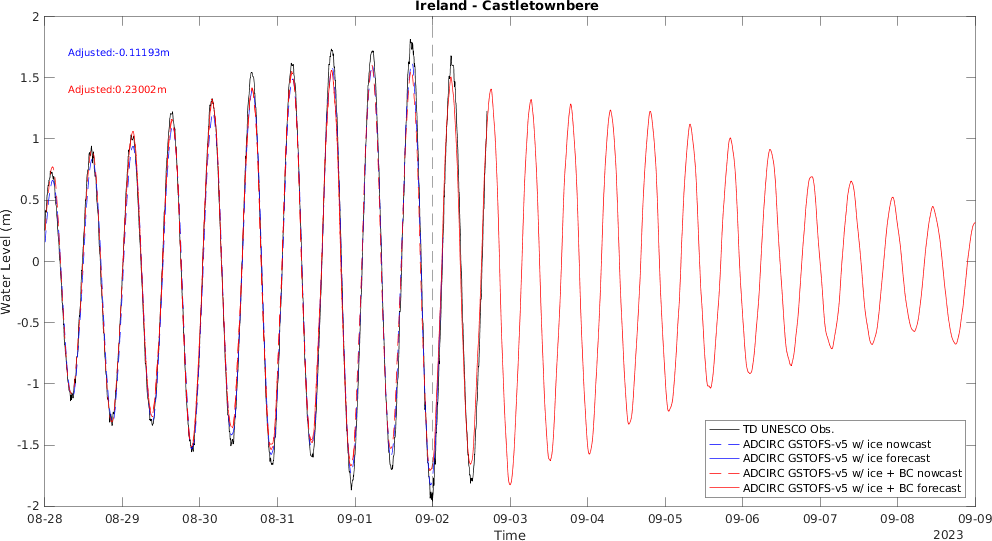 Ireland - Castletownbere
2
1.5
1
0.5
0
-0.5
-1
-1.5
-2
Water Level (m)
Adjusted:-0.11193m
Adjusted:0.23002m
TD UNESCO Obs.
ADCIRC GSTOFS-v5 w/ ice nowcast
ADCIRC GSTOFS-v5 w/ ice forecast
ADCIRC GSTOFS-v5 w/ ice + BC nowcast
ADCIRC GSTOFS-v5 w/ ice + BC forecast
08-28 08-29 08-30 08-31 09-01 09-02 09-03 09-04 09-05 09-06 09-07 09-08 09-09
Time
2023